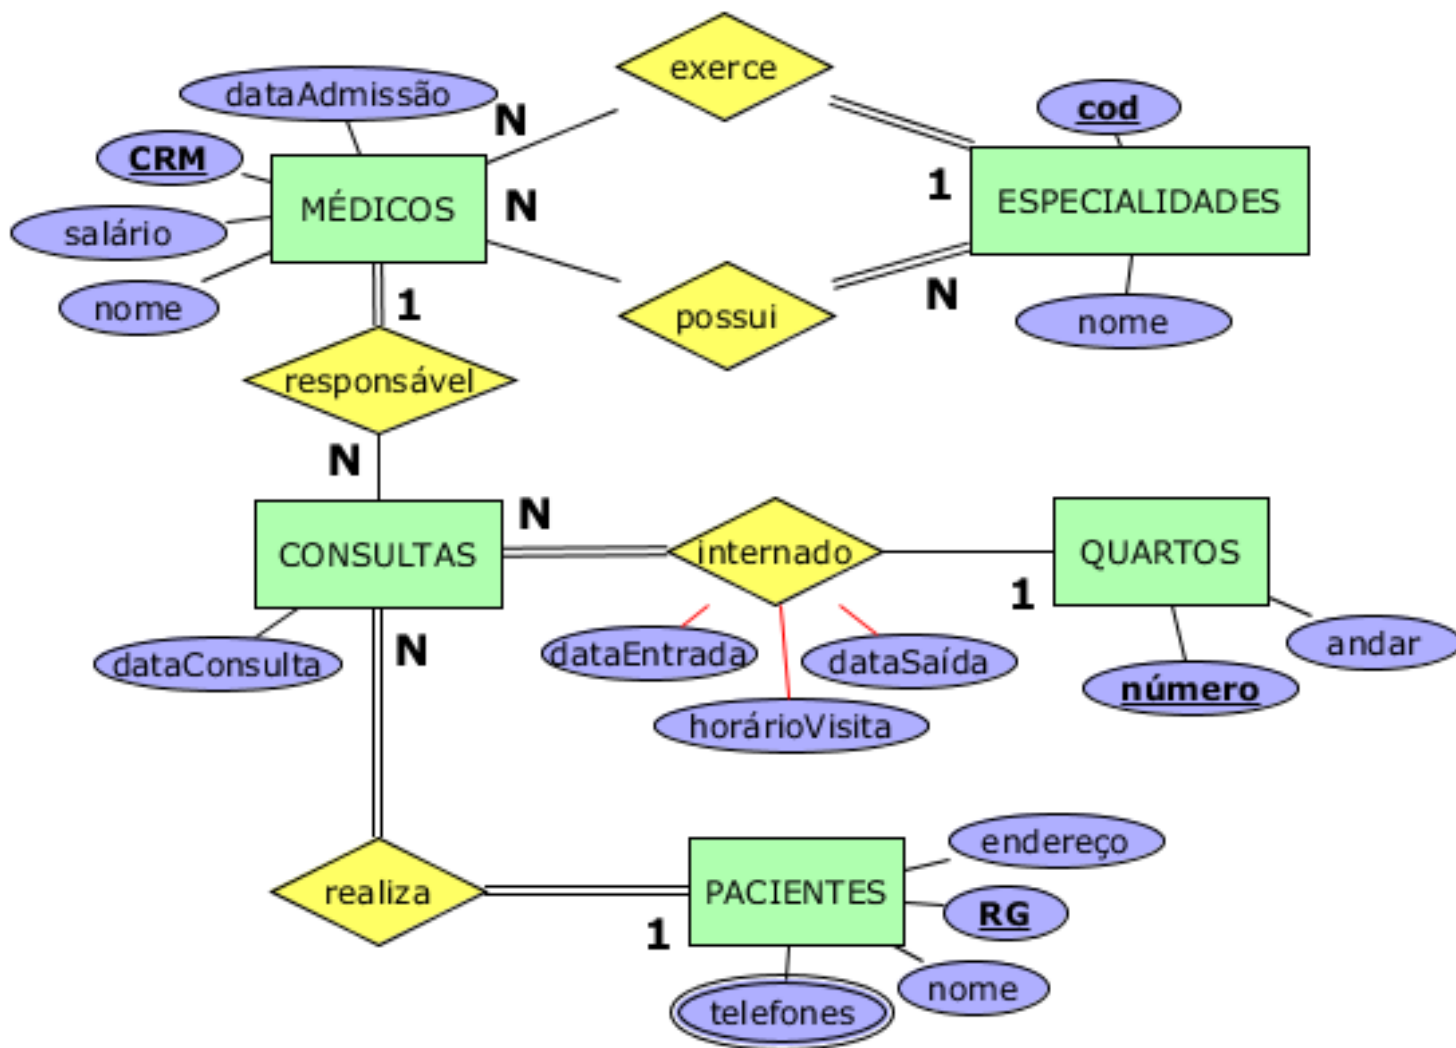 exerce
dataAdmissão
cod
N
CRM
1
N
MÉDICOS
ESPECIALIDADES
salário
nome
1
possui
N
nome
responsável
N
N
CONSULTAS
internado
QUARTOS
1
dataConsulta
N
dataEntrada
dataSaída
andar
número
horárioVisita
endereço
realiza
PACIENTES
RG
1
nome
telefones